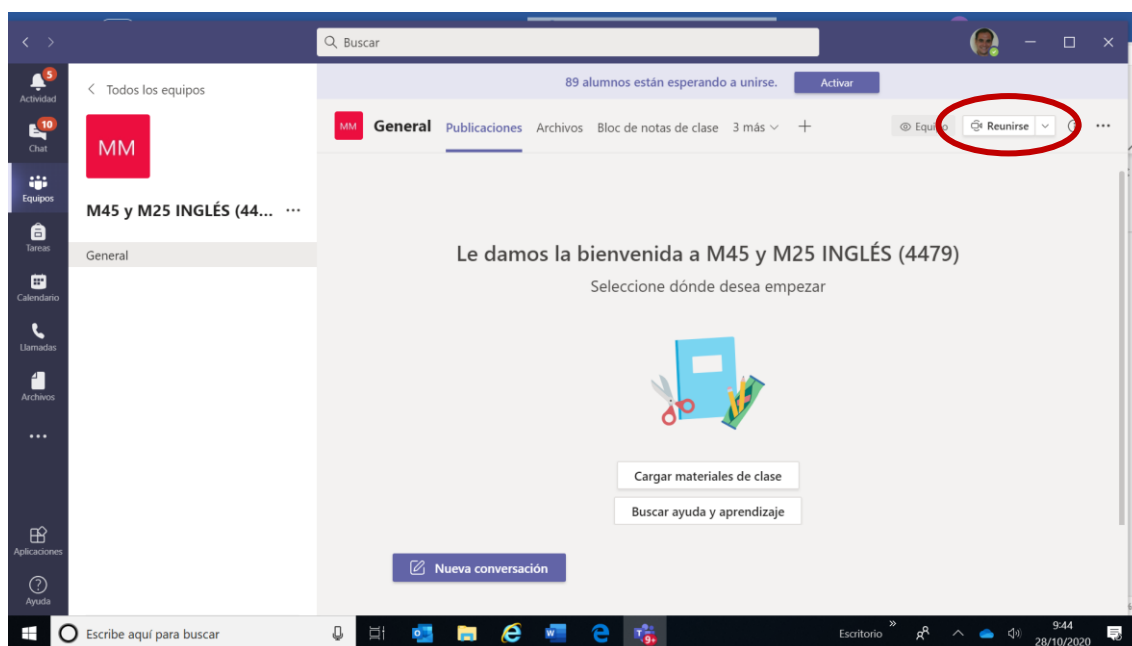 Buscar
5
Actividad
Todos los equipos
89 alumnos están esperando a unirse.
Activar
10
Chat
MM
MM
General
Publicaciones
Archivos
Bloc de notas de clase
3 más
Reunirse
Equipos
M45 y M25 INGLÉS (44...
Tareas
General
Le damos la bienvenida a M45 y M25 INGLÉS (4479)
Seleccione dónde desea empezar
Calendario
Llamadas
Archivos
Cargar materiales de clase
Buscar ayuda y aprendizaje
Aplicaciones
Nueva conversación
Ayuda
Escribe aquí para buscar
9+
Escritorio
9:44
28/10/2020